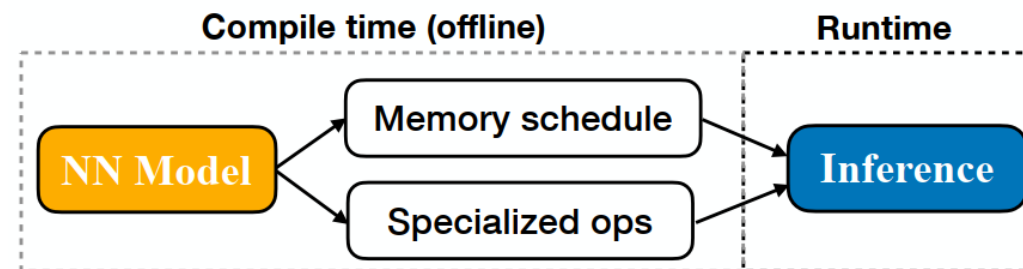 Compile time (offline)
Runtime
Memory schedule
NN Model
Inference
Specialized ops